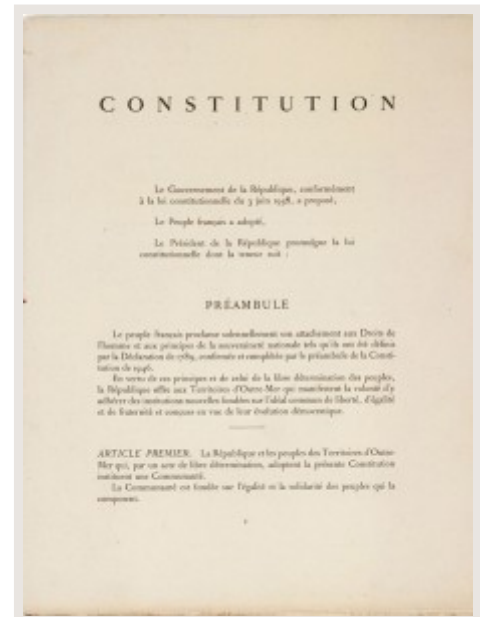 CONSTITUTION
Le Gouvernement de la République, conformément
à la loi constitutionnelle du 3 juin 1958, a proposé,
Le Peuple français a adopté,
Le Président de la République promulgue la loi
constitutionnelle dont la teneur suit :
PRÉAMBULE
Le peuple français proclame solennellement son attachement aux Droits de
l'homme et aux principes de la souveraineté nationale tels qu'ils ont été définis
par la Déclaration de 1789, confirmée et complétée par le préambule de la Consti-
tution de 1946.
En vertu de ces principes et de celui de la libre détermination des peuples,
la République offre aux Territoires d'Outre-Mer qui manifestent la volonté d'y
adhérer des institutions nouvelles fondées sur l'idéal commun de liberté, d'égalité
et de fraternité et conçues en vue de leur évolution démocratique.
ARTICLE PREMIER. La République et les peuples des Territoires d'Outre-
Mer qui, par un acte de libre détermination, adoptent la présente Constitution
instituent une Communauté.
La Communauté est fondée sur l'égalité et la solidarité des peuples qui la
composent.